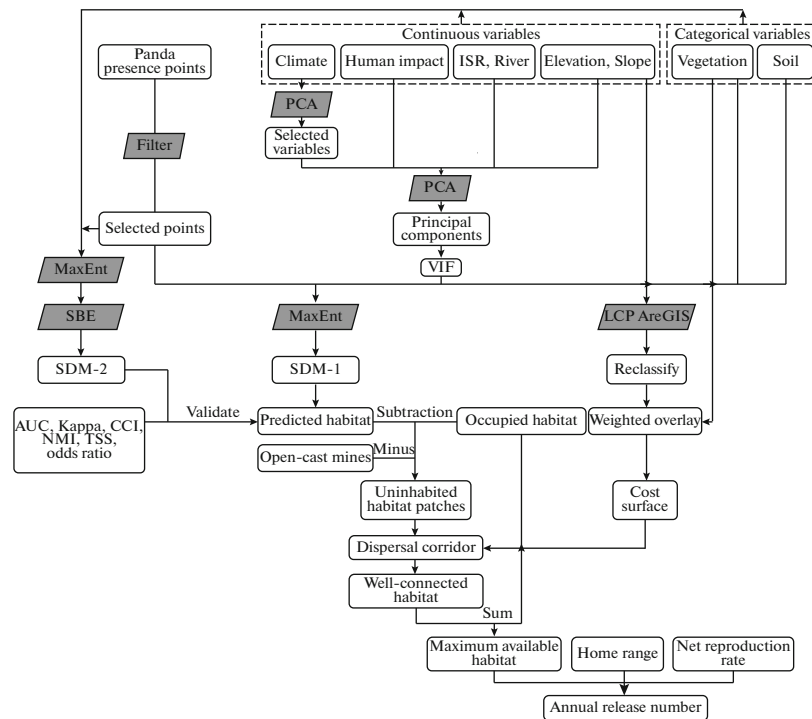 Continuous variables
Categorical variables
Panda
presence points
Climate
Human impact
ISR, River
Elevation, Slope
Vegetation
Soil
PCA
Selected
variables
Filter
PCA
Selected points
Principal
components
VIF
MaxEnt
SBE
MaxEnt
LCP AreGIS
SDM-2
SDM-1
Reclassify
AUC, Kappa, CCI,
NMI, TSS,
odds ratio
Validate
Predicted habitat
Subtraction
Occupied habitat
Weighted overlay
Open-cast mines
Minus
Uninhabited
habitat patches
Cost
surface
Dispersal corridor
Well-connected
habitat
Sum
Maximum available
habitat
Home range
Net reproduction
rate
Annual release number